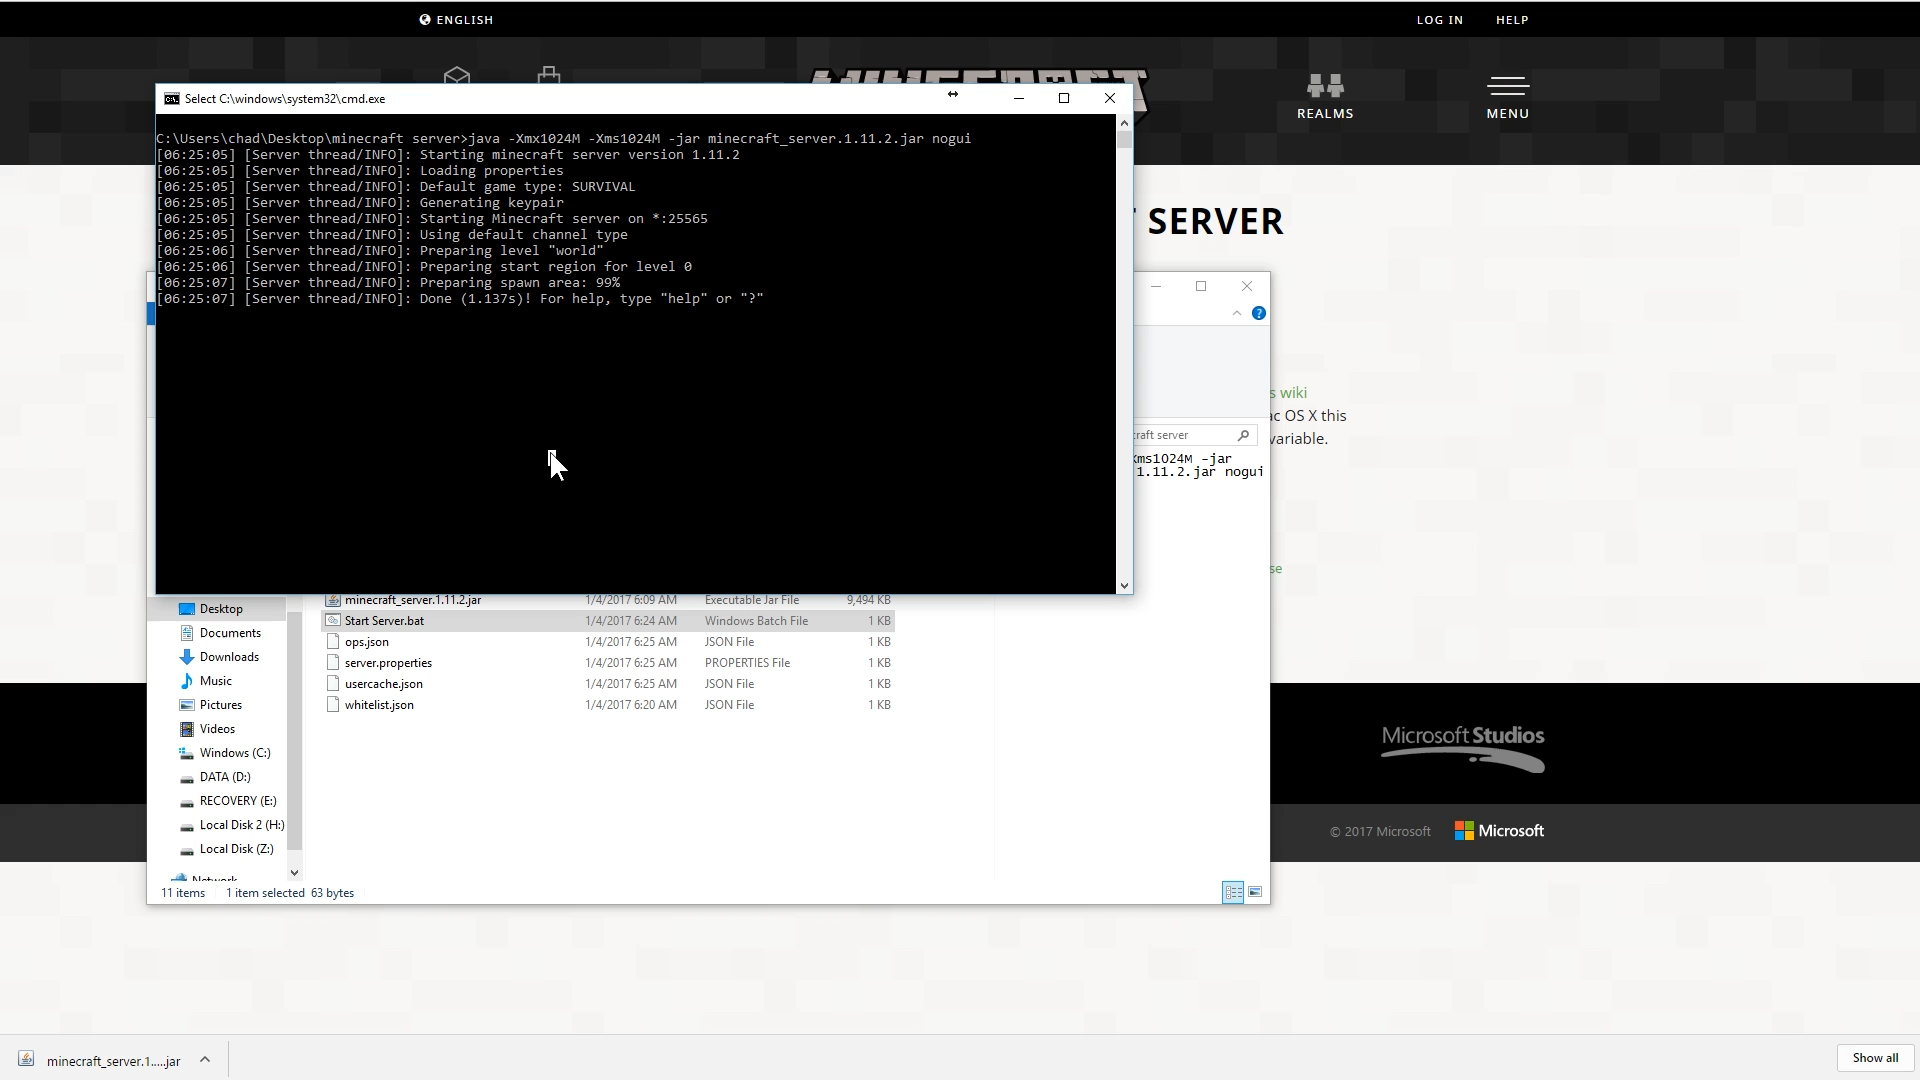 ENGLISH
LOG IN
HELP
REALMS
MENU
Select C:\windows\system32\cmd.exe
C:\Users\chad\Desktop\minecraft server>java -Xmx1024M -Xms1024M -jar minecraft_server.1.11.2.jar nogui
[06:25:05] [Server thread/INFO]: Starting minecraft server version 1.11.2
[06:25:05] [Server thread/INFO]: Loading properties
[06:25:05] [Server thread/INFO]: Default game type: SURVIVAL
[06:25:05] [Server thread/INFO]: Generating keypair
[06:25:05] [Server thread/INFO]: Starting Minecraft server on *:25565
[06:25:05] [Server thread/INFO]: Using default channel type
[06:25:06] [Server thread/INFO]: Preparing level "world"
[06:25:06] [Server thread/INFO]: Preparing start region for level 0
[06:25:07] [Server thread/INFO]: Preparing spawn area: 99%
[06:25:07] [Server thread/INFO]: Done (1.137s)! For help, type "help" or "?"
SERVER
s wiki
ac OS X this
variable.
craft server
Xms1024M -jar
1.11.2.jar nogui
se
Desktop
Documents
Downloads
Music
Pictures
Videos
Windows (C:)
DATA (D:)
RECOVERY (E:)
Local Disk 2 (H:)
Local Disk (Z:)
Network
minecraft_server.1.11.2.jar 1/4/2017 6:09 AM Executable Jar File 9,494 KB
Start Server.bat 1/4/2017 6:24 AM Windows Batch File 1 KB
ops.json 1/4/2017 6:25 AM JSON File 1 KB
server.properties 1/4/2017 6:25 AM PROPERTIES File 1 KB
usercache.json 1/4/2017 6:25 AM JSON File 1 KB
whitelist.json 1/4/2017 6:20 AM JSON File 1 KB
11 items 1 item selected 63 bytes
Microsoft Studios
© 2017 Microsoft
Microsoft
minecraft_server.1.....jar
Show all